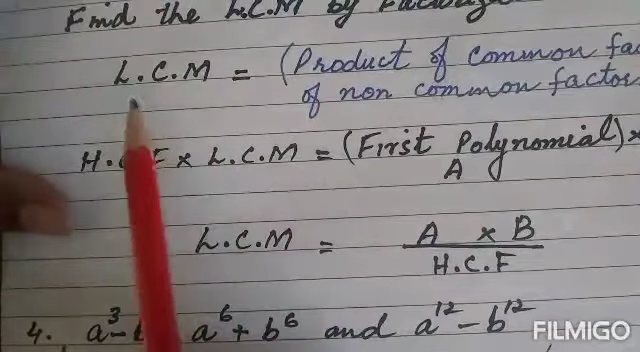 Find the L.C.M by
L.C.M = (Product of common
of non common factor
H.C.F x L.C.M = (First Polynomial) x
A
L.C.M = A x B
H.C.F
4. a³- a⁶ + b⁶ and a¹² - b¹²
FILMIGO